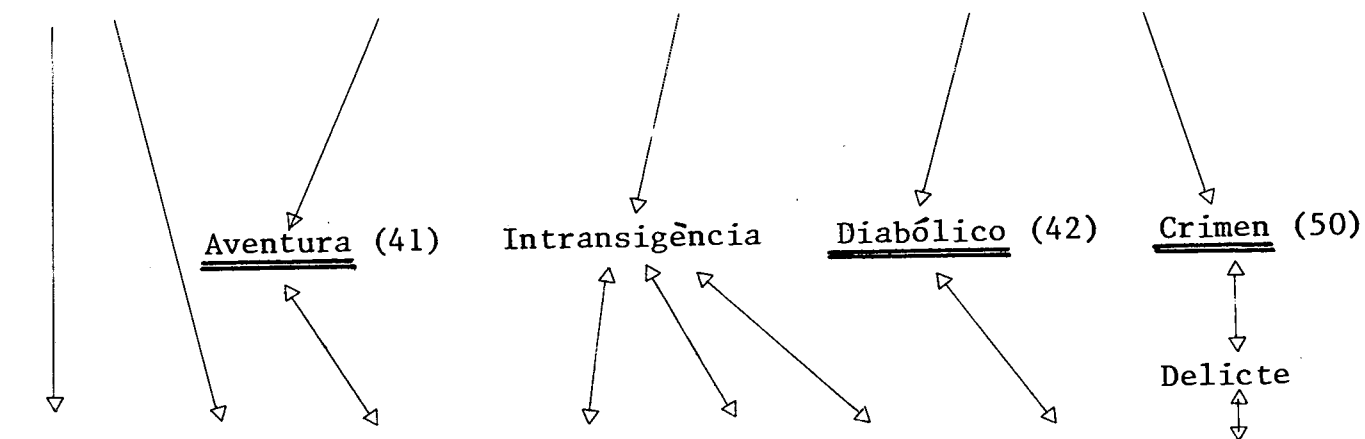 Aventura (41) Intransigència Diabólico (42) Crimen (50)
Delicte